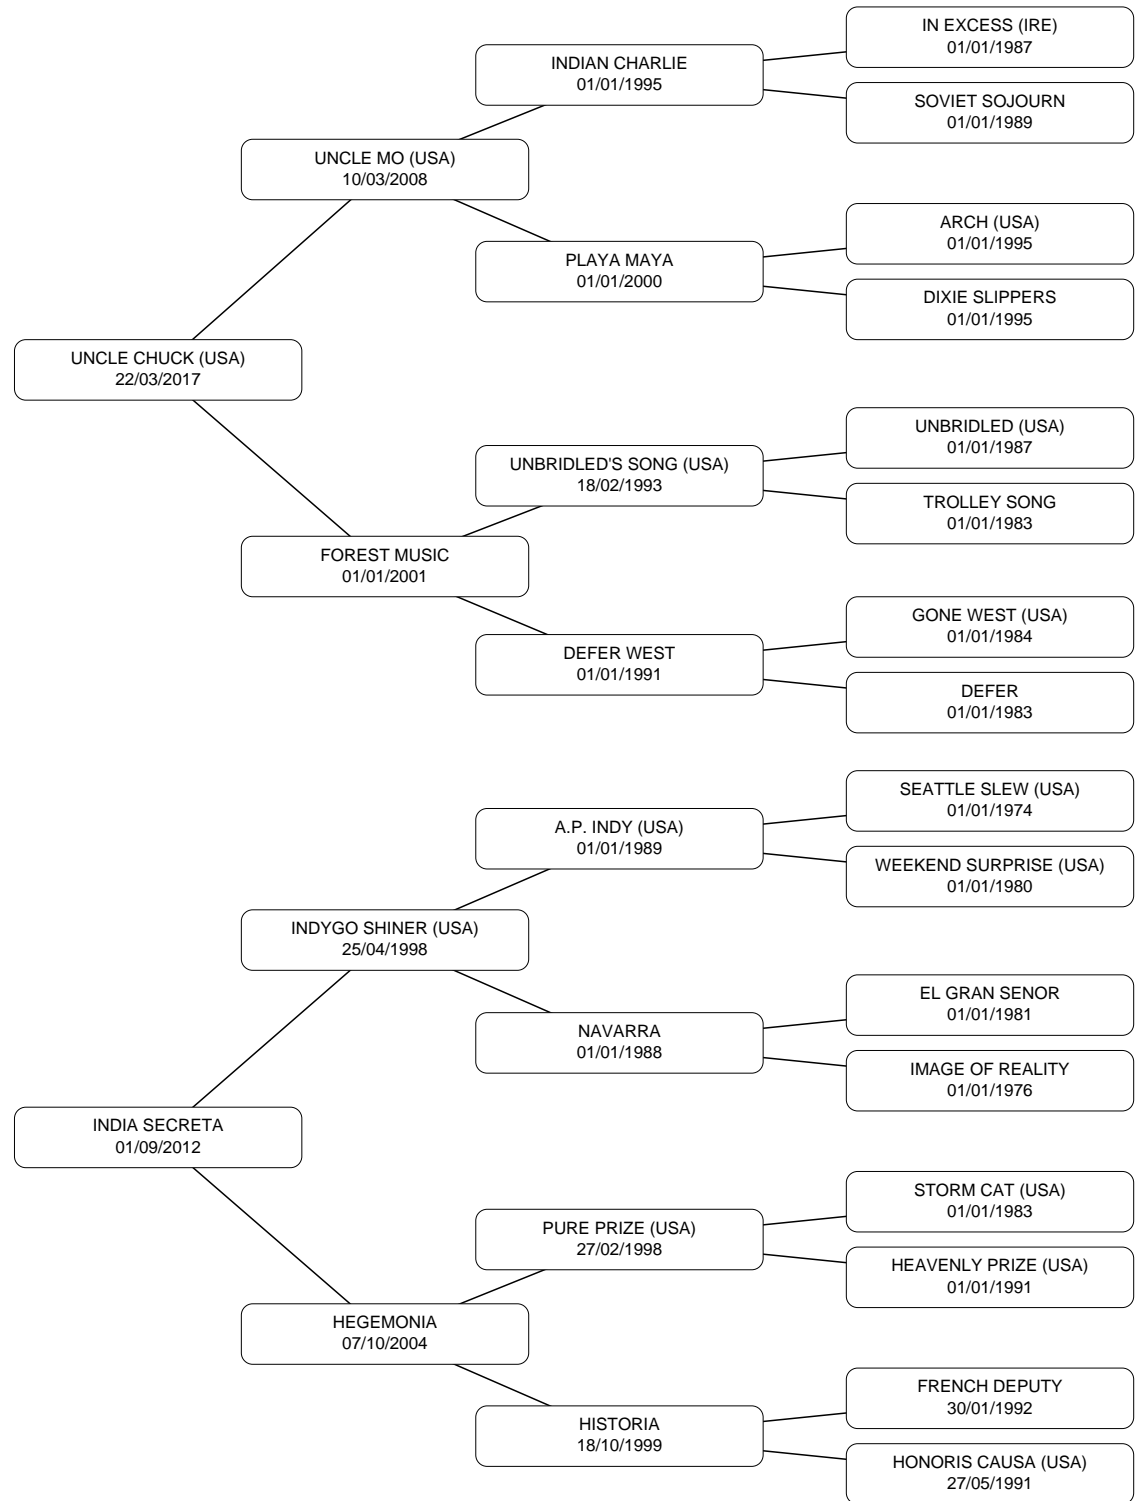 IN EXCESS (IRE)
01/01/1987
INDIAN CHARLIE
01/01/1995
SOVIET SOJOURN
01/01/1989
UNCLE MO (USA)
10/03/2008
ARCH (USA)
01/01/1995
PLAYA MAYA
01/01/2000
DIXIE SLIPPERS
01/01/1995
UNCLE CHUCK (USA)
22/03/2017
UNBRIDLED (USA)
01/01/1987
UNBRIDLED'S SONG (USA)
18/02/1993
TROLLEY SONG
01/01/1983
FOREST MUSIC
01/01/2001
GONE WEST (USA)
01/01/1984
DEFER WEST
01/01/1991
DEFER
01/01/1983
SEATTLE SLEW (USA)
01/01/1974
A.P. INDY (USA)
01/01/1989
WEEKEND SURPRISE (USA)
01/01/1980
INDYGO SHINER (USA)
25/04/1998
EL GRAN SENOR
01/01/1981
NAVARRA
01/01/1988
IMAGE OF REALITY
01/01/1976
INDIA SECRETA
01/09/2012
STORM CAT (USA)
01/01/1983
PURE PRIZE (USA)
27/02/1998
HEAVENLY PRIZE (USA)
01/01/1991
HEGEMONIA
07/10/2004
FRENCH DEPUTY
30/01/1992
HISTORIA
18/10/1999
HONORIS CAUSA (USA)
27/05/1991